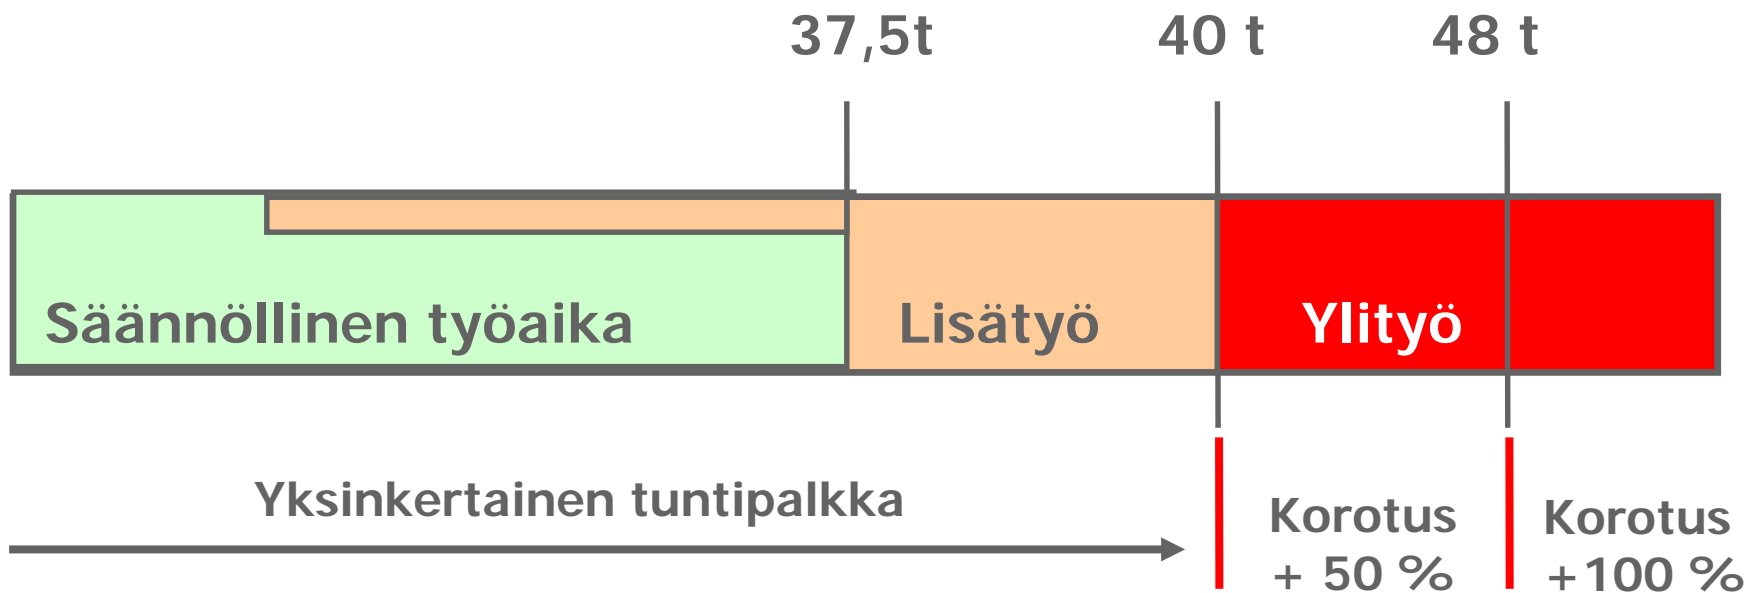 37,5t 40 t 48 t
Säännöllinen työaika Lisätyö Ylityö
Yksinkertainen tuntipalkka
Korotus
+ 50 %
Korotus
+100 %